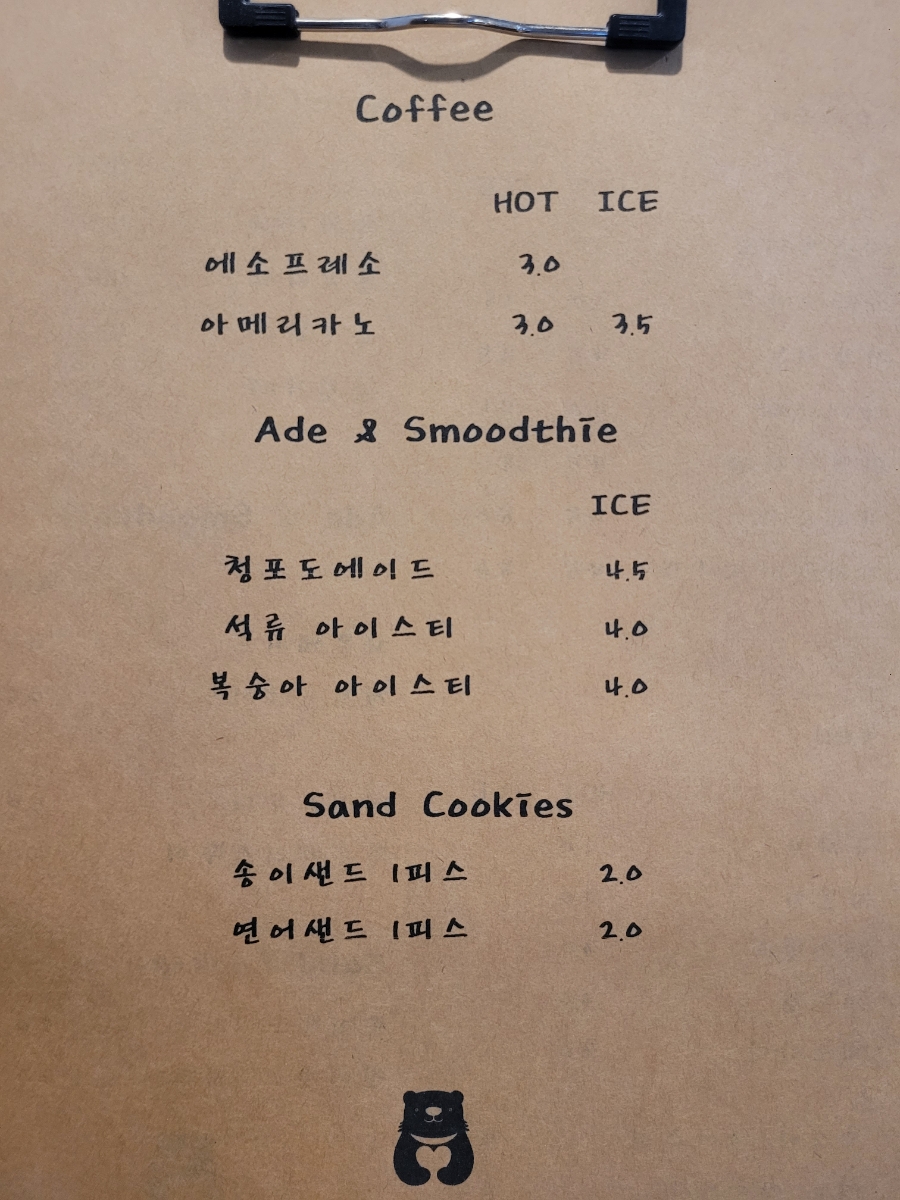 Coffee
HOT ICE
에소프레소 3.0
아메리카노 3.0 3.5
Ade & Smoodthie
ICE
청포도에이드 4.5
석류 아이스티 4.0
복숭아 아이스티 4.0
Sand Cookies
송이샌드 1피스 2.0
연어샌드 1피스 2.0